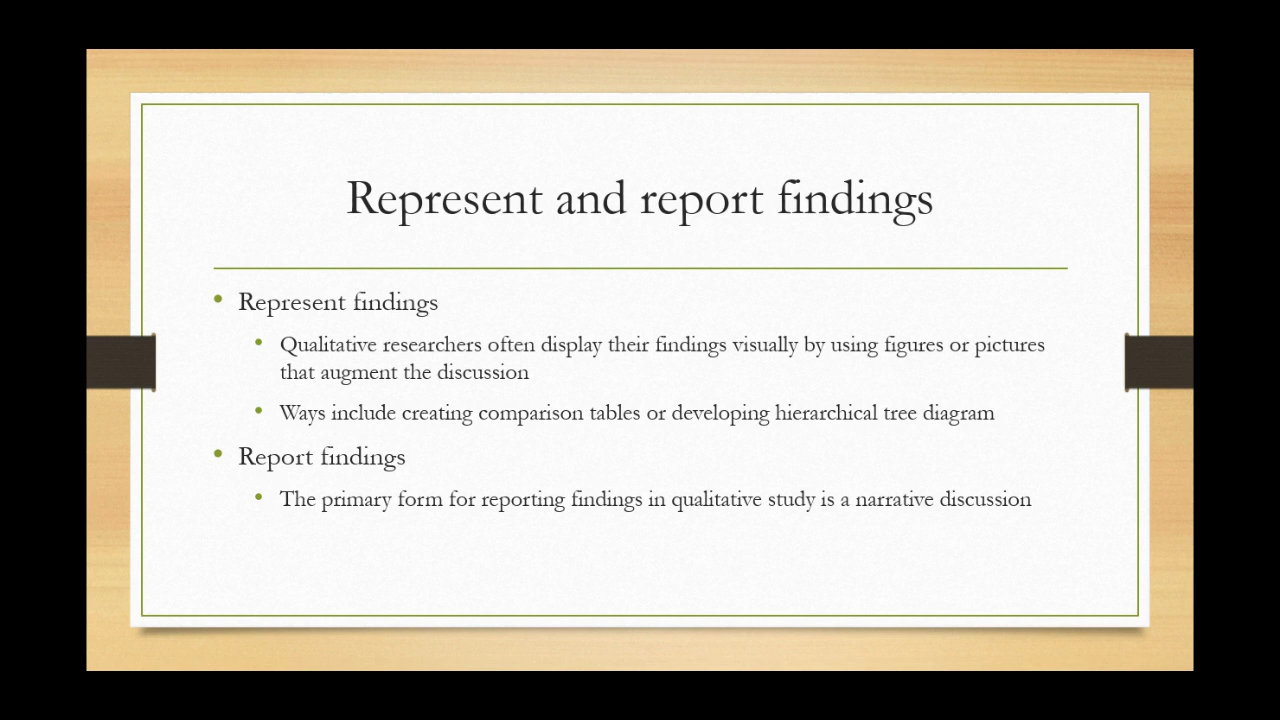 Represent and report findings
• Represent findings
• Qualitative researchers often display their findings visually by using figures or pictures
that augment the discussion
• Ways include creating comparison tables or developing hierarchical tree diagram
• Report findings
• The primary form for reporting findings in qualitative study is a narrative discussion